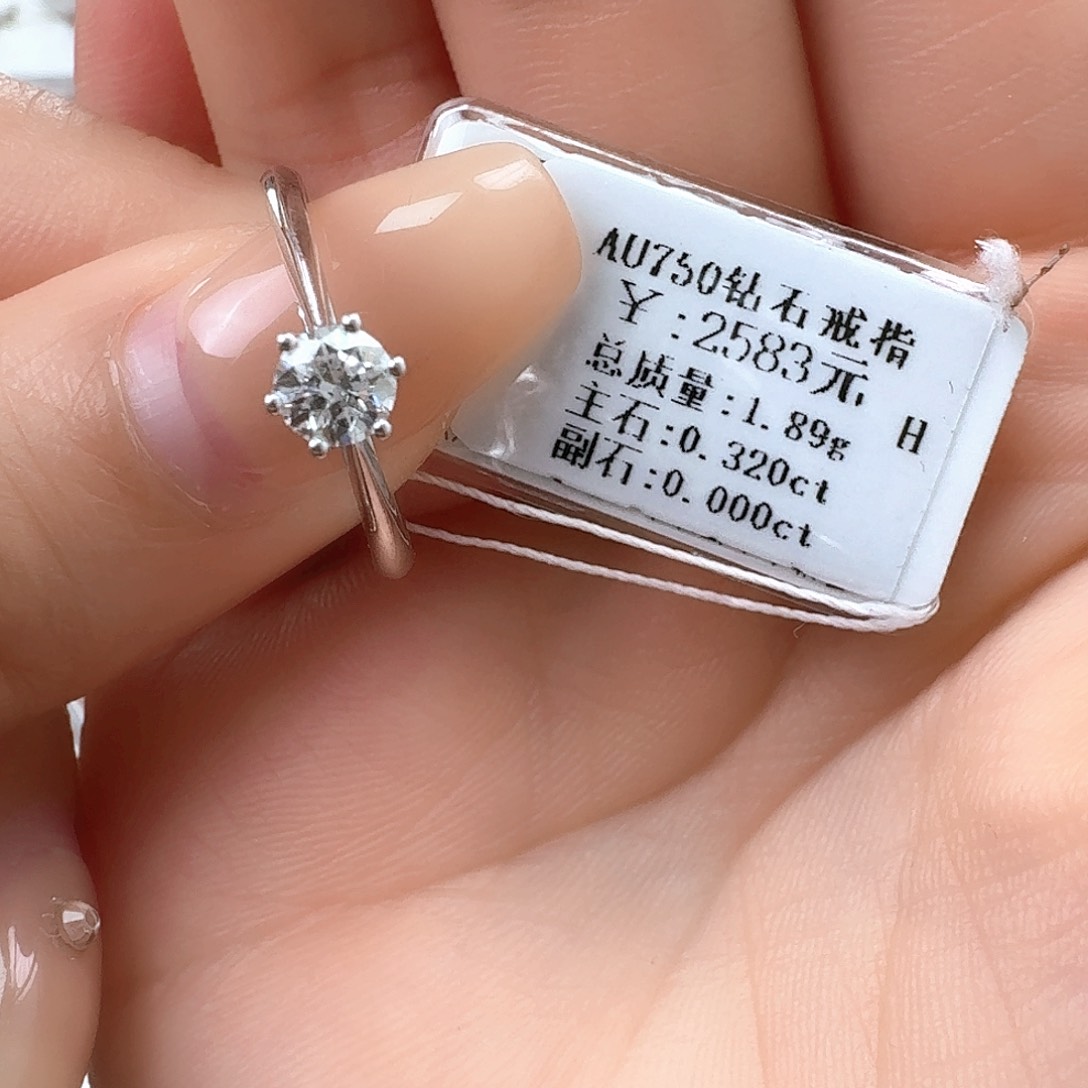 AU750钻石戒指
¥:2583元
总质量:1.89g H
主石:0.320ct
副石:0.000ct